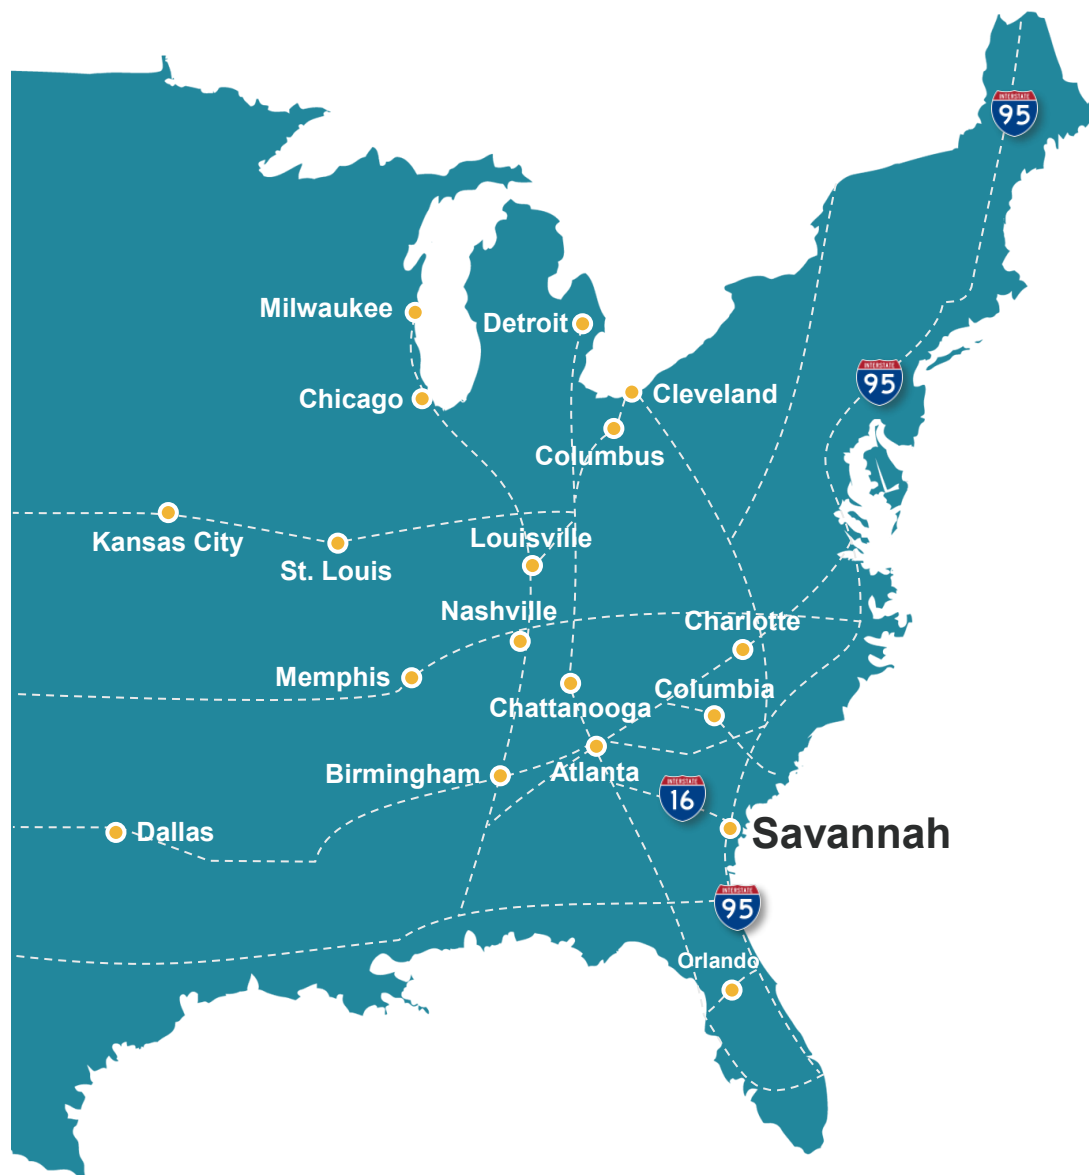 INTERSTATE
95
Milwaukee
Detroit
INTERSTATE
95
Chicago
Cleveland
Columbus
Kansas City
St. Louis
Louisville
Nashville
Charlotte
Memphis
Columbia
Chattanooga
Birmingham
Atlanta
INTERSTATE
16
Dallas
Savannah
INTERSTATE
95
Orlando